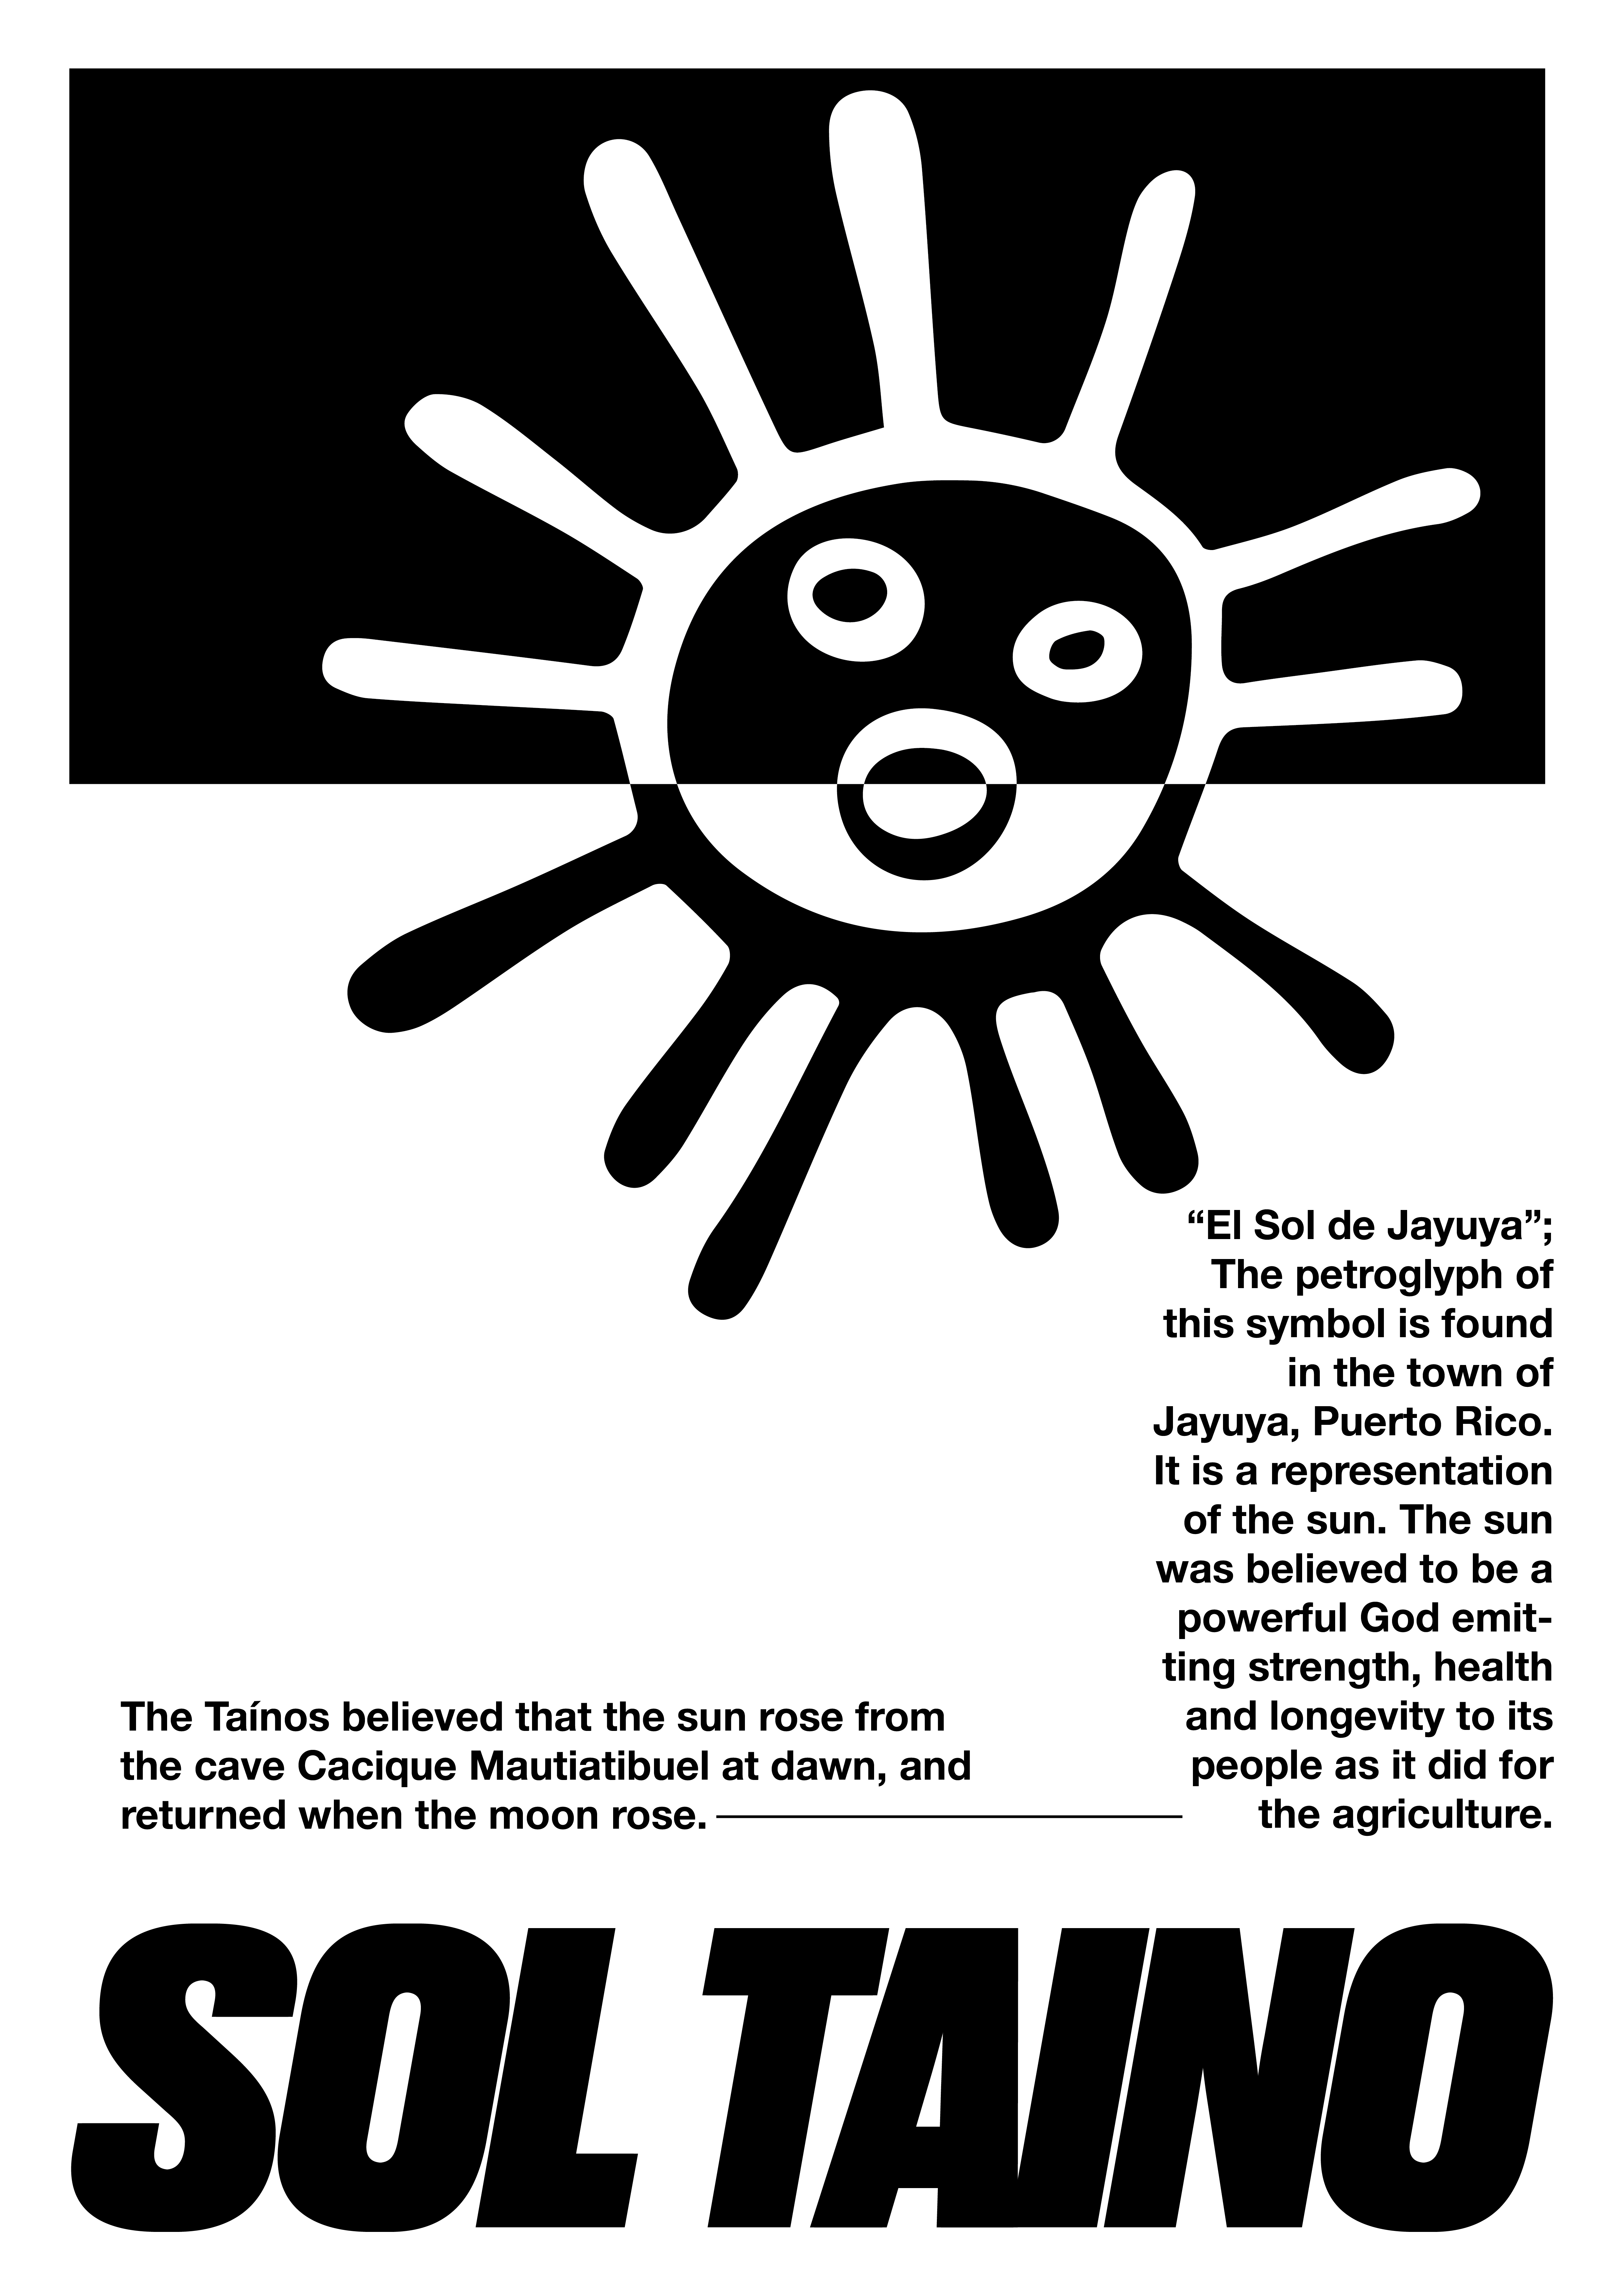 “El Sol de Jayuya”;
The petroglyph of
this symbol is found
in the town of
Jayuya, Puerto Rico.
It is a representation
of the sun. The sun
was believed to be a
powerful God emit-
ting strength, health
and longevity to its
people as it did for
the agriculture.
The Taínos believed that the sun rose from
the cave Cacique Mautiatibuel at dawn, and
returned when the moon rose.
SOL TAINO